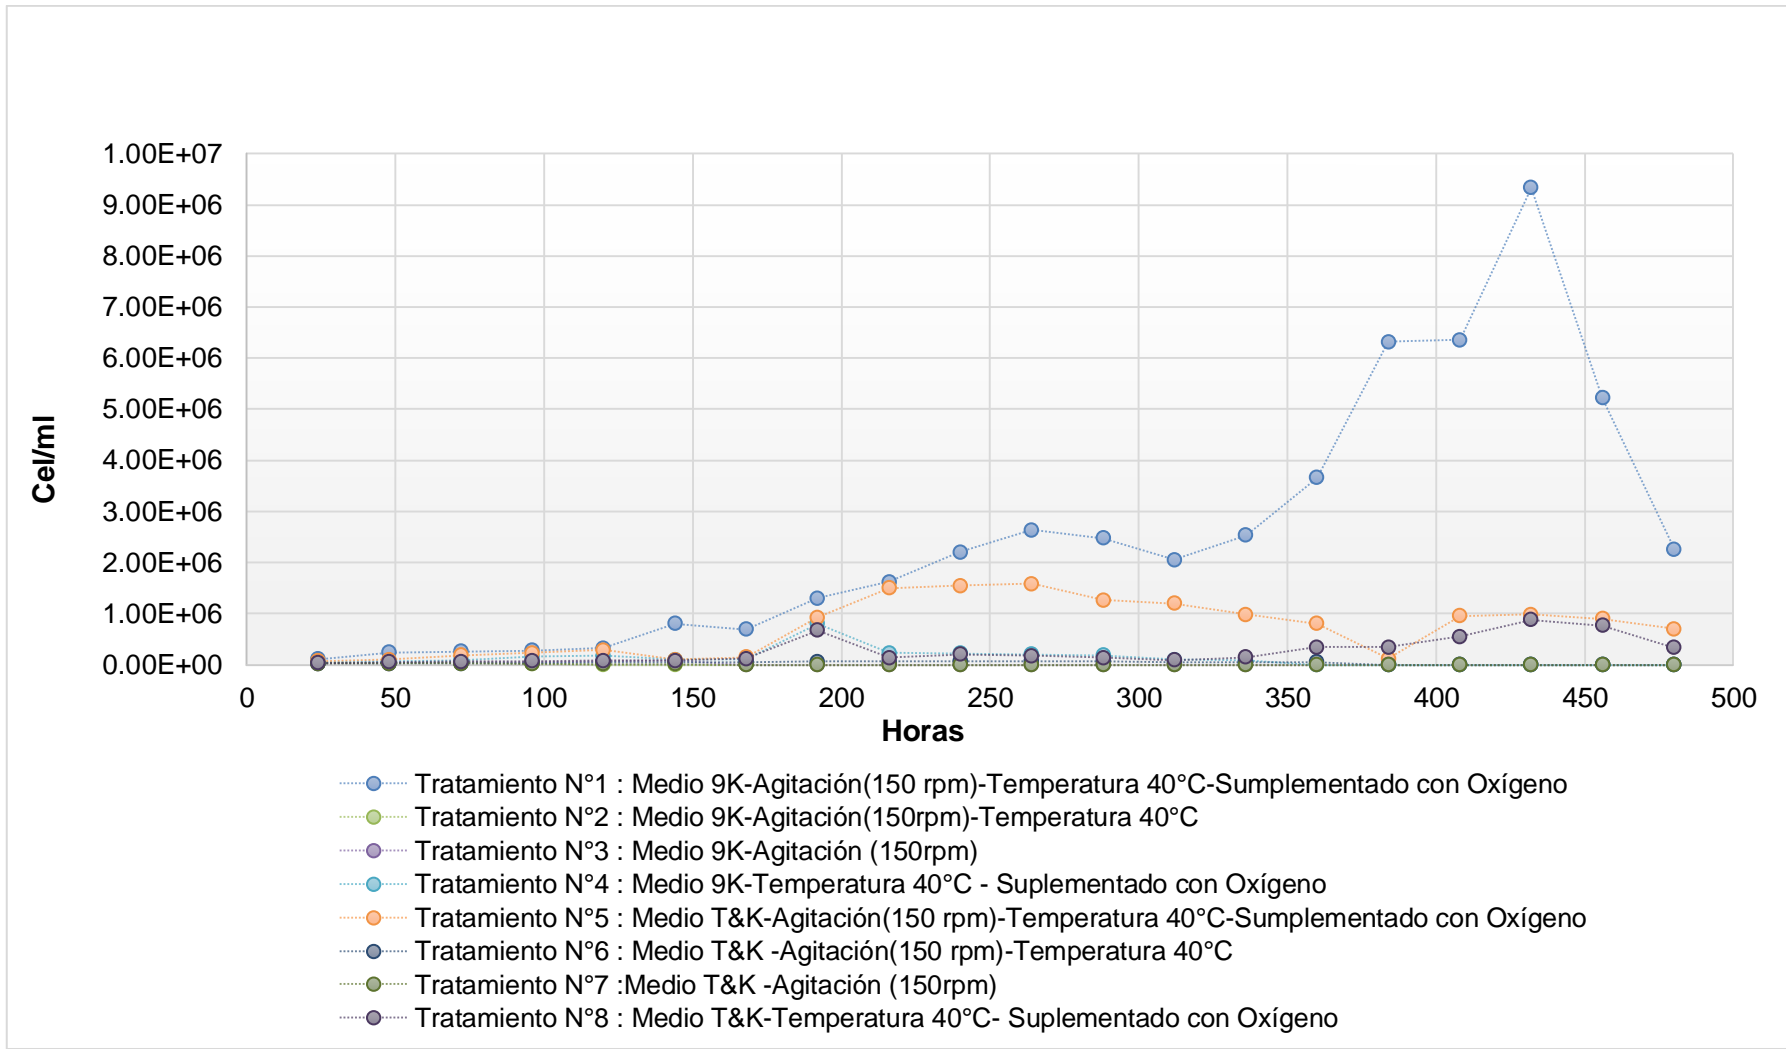 1.00E+07
9.00E+06
8.00E+06
7.00E+06
6.00E+06
5.00E+06
4.00E+06
3.00E+06
2.00E+06
1.00E+06
0.00E+00
Cel/ml
0 50 100 150 200 250 300 350 400 450 500
Horas
Tratamiento N°1 : Medio 9K-Agitación(150 rpm)-Temperatura 40°C-Sumplementado con Oxígeno
Tratamiento N°2 : Medio 9K-Agitación(150rpm)-Temperatura 40°C
Tratamiento N°3 : Medio 9K-Agitación (150rpm)
Tratamiento N°4 : Medio 9K-Temperatura 40°C - Suplementado con Oxígeno
Tratamiento N°5 : Medio T&K-Agitación(150 rpm)-Temperatura 40°C-Sumplementado con Oxígeno
Tratamiento N°6 : Medio T&K -Agitación(150 rpm)-Temperatura 40°C
Tratamiento N°7 :Medio T&K -Agitación (150rpm)
Tratamiento N°8 : Medio T&K-Temperatura 40°C- Suplementado con Oxígeno